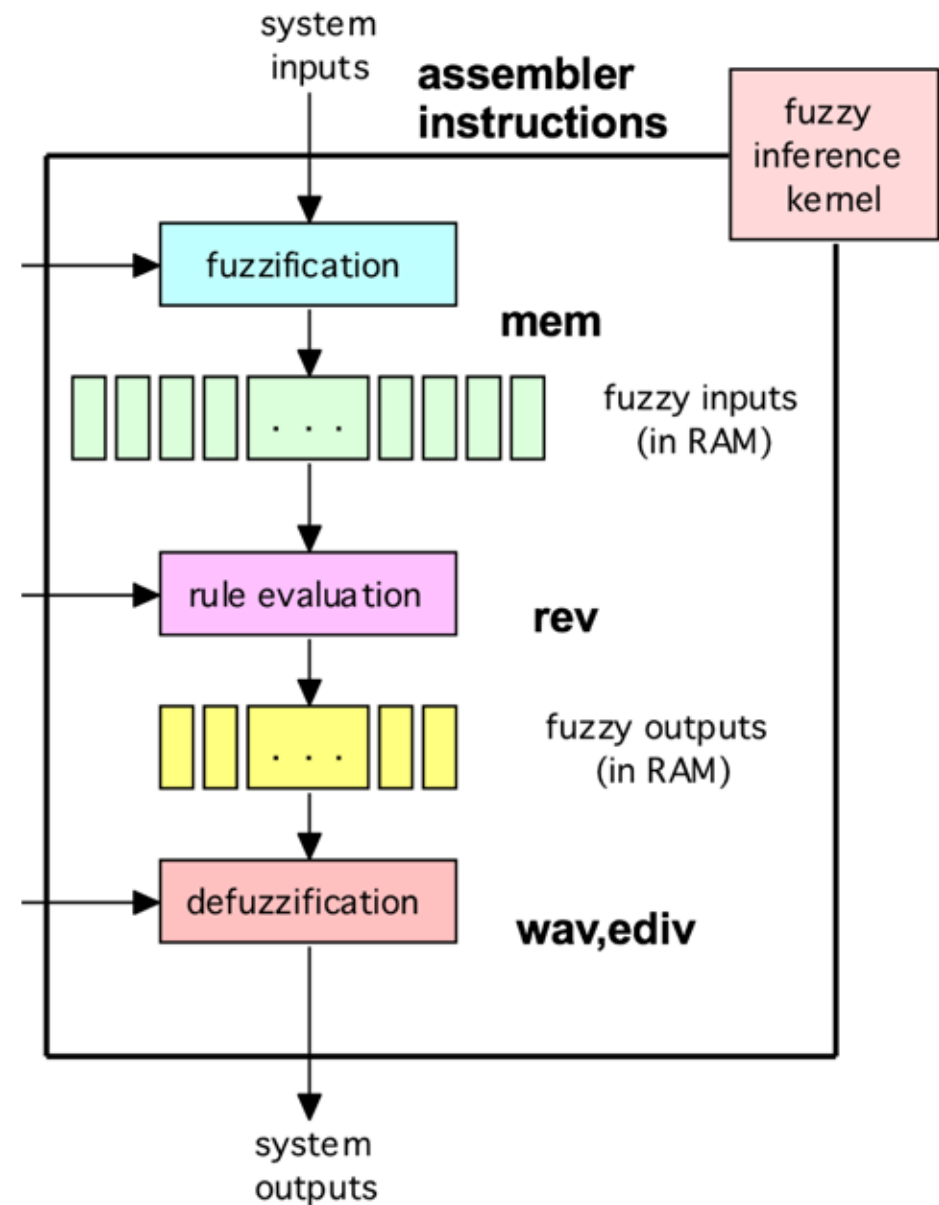 system
inputs
assembler
instructions
fuzzy
inference
kernel
fuzzification
mem
. . .
fuzzy inputs
(in RAM)
rule evaluation
rev
. . .
fuzzy outputs
(in RAM)
defuzzification
wav,ediv
system
outputs